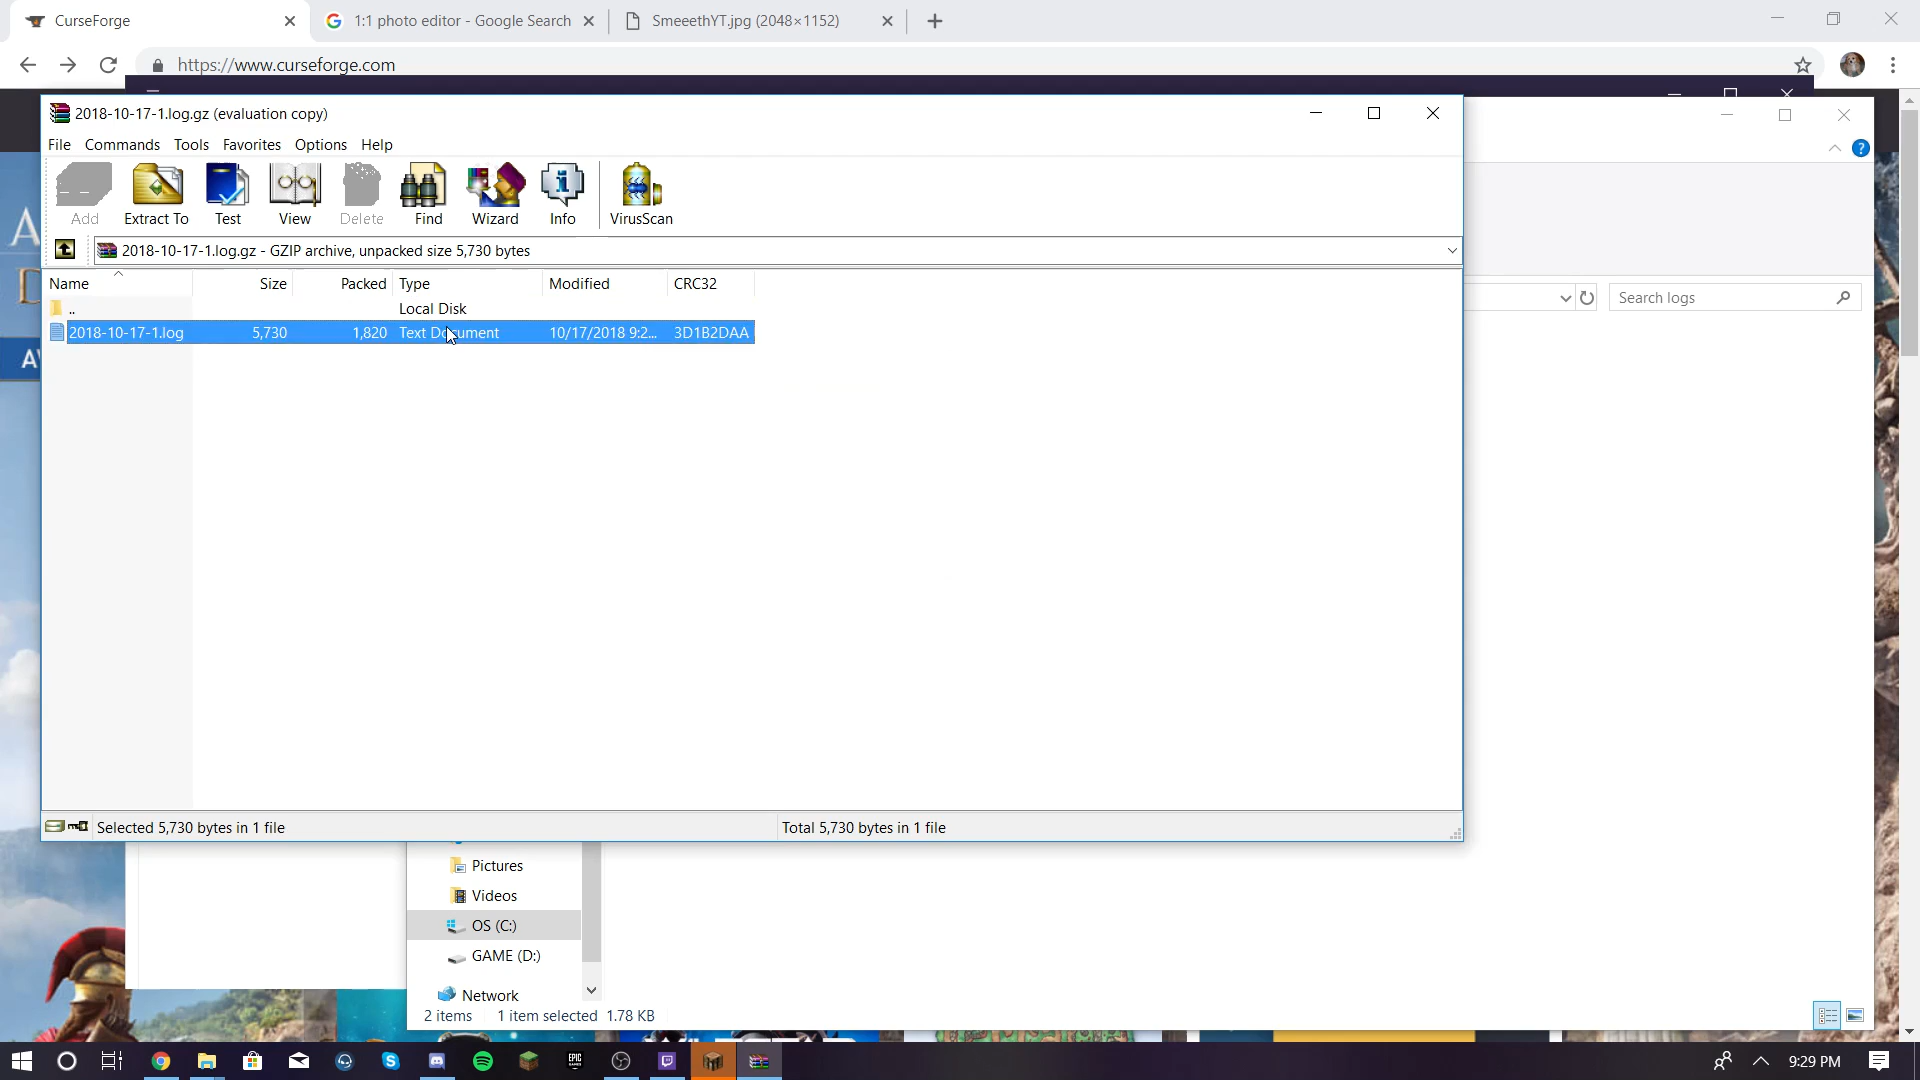 CurseForge
1:1 photo editor - Google Search
SmeeethYT.jpg (2048×1152)
https://www.curseforge.com
2018-10-17-1.log.gz (evaluation copy)
File Commands Tools Favorites Options Help
Add Extract To Test View Delete Find Wizard Info VirusScan
2018-10-17-1.log.gz - GZIP archive, unpacked size 5,730 bytes
Name Size Packed Type Modified CRC32
.. Local Disk
2018-10-17-1.log 5,730 1,820 Text Document 10/17/2018 9:2... 3D1B2DAA
Search logs
Selected 5,730 bytes in 1 file
Total 5,730 bytes in 1 file
Pictures
Videos
OS (C:)
GAME (D:)
Network
2 items 1 item selected 1.78 KB
EPIC GAMES
9:29 PM